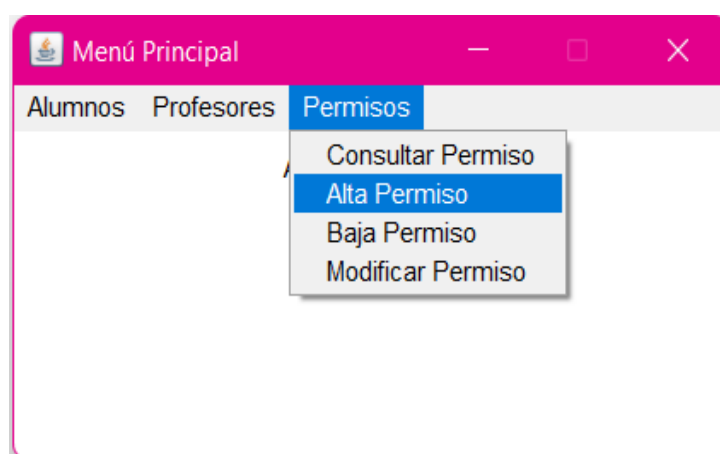 Menú Principal
Alumnos Profesores Permisos
Consultar Permiso
Alta Permiso
Baja Permiso
Modificar Permiso